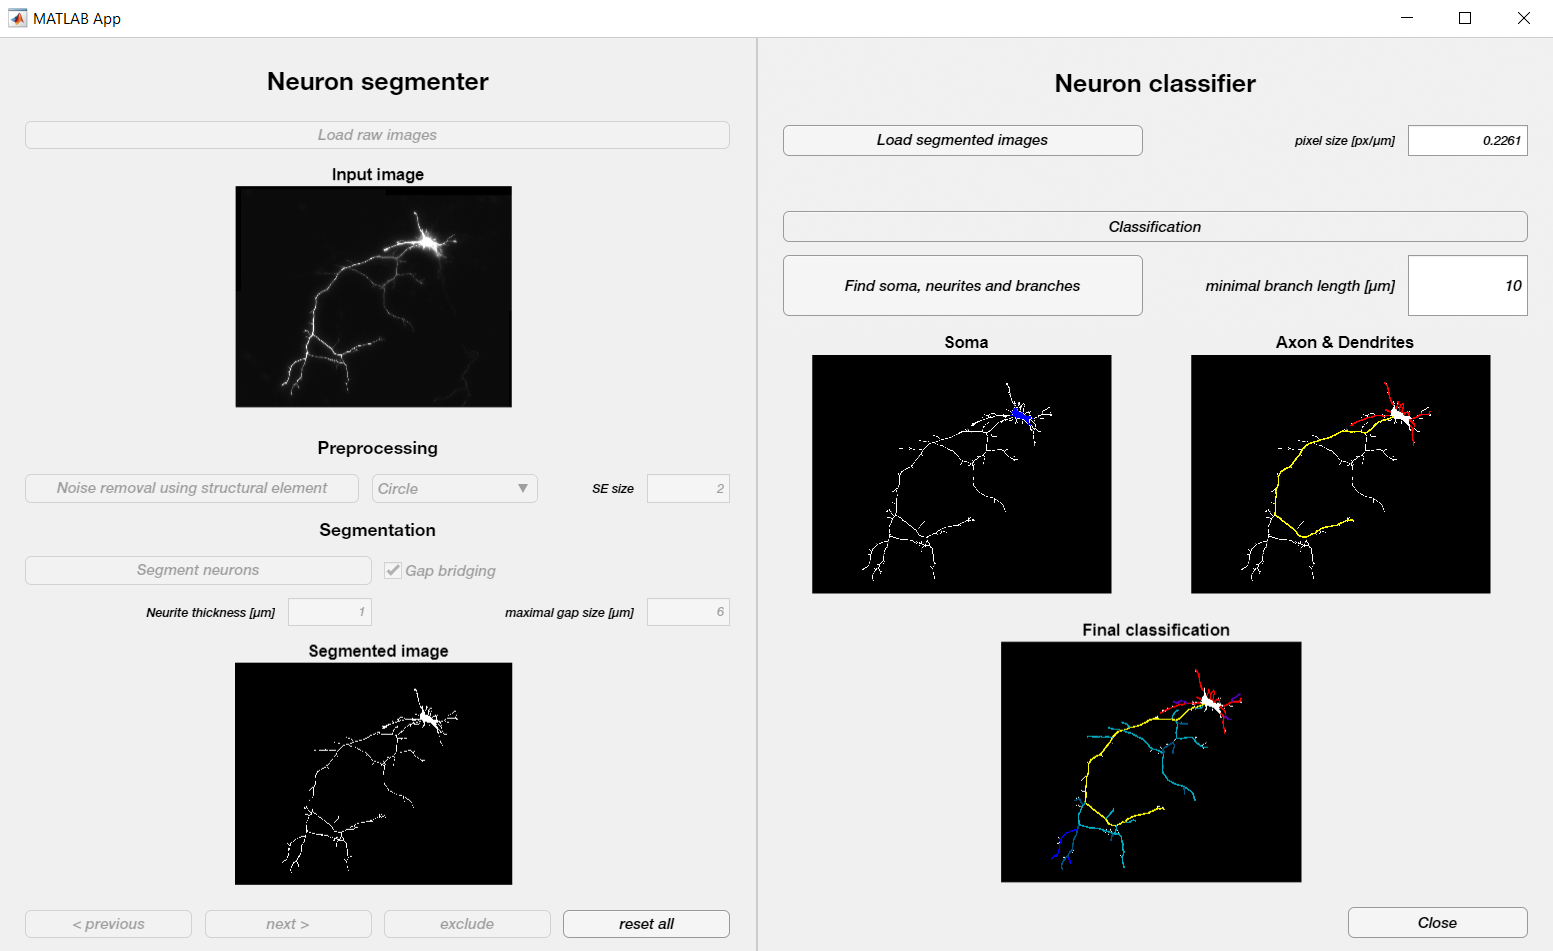 MATLAB App
Neuron segmenter
Load raw images
Input image
Preprocessing
Noise removal using structural element
Circle
SE size
2
Segmentation
Segment neurons
Gap bridging
Neurite thickness [µm]
1
maximal gap size [µm]
6
Segmented image
< previous
next >
exclude
reset all
Neuron classifier
Load segmented images
pixel size [px/µm]
0.2261
Classification
Find soma, neurites and branches
minimal branch length [µm]
10
Soma
Axon & Dendrites
Final classification
Close